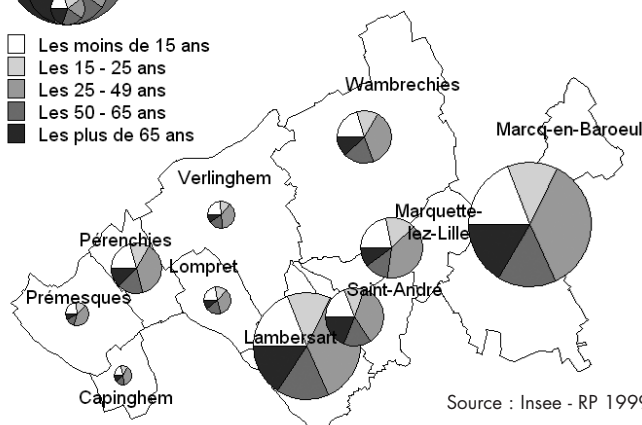 Les moins de 15 ans
Les 15 - 25 ans
Les 25 - 49 ans
Les 50 - 65 ans
Les plus de 65 ans
Wambrechies
Marcq-en-Baroeul
Verlinghem
Marquette-
lez-Lille
Pérenchies
Lompret
Prémesques
Saint-André
Lambersart
Capinghem
Source : Insee - RP 1999